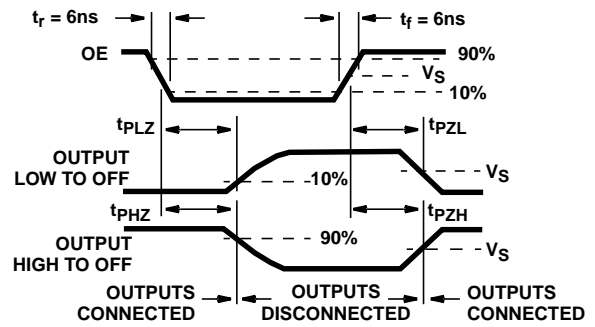 tr = 6ns
tf = 6ns
OE
90%
VS
10%
tPLZ
tPZL
OUTPUT
LOW TO OFF
10%
VS
tPHZ
tPZH
OUTPUT
HIGH TO OFF
90%
VS
OUTPUTS
CONNECTED
OUTPUTS
DISCONNECTED
OUTPUTS
CONNECTED